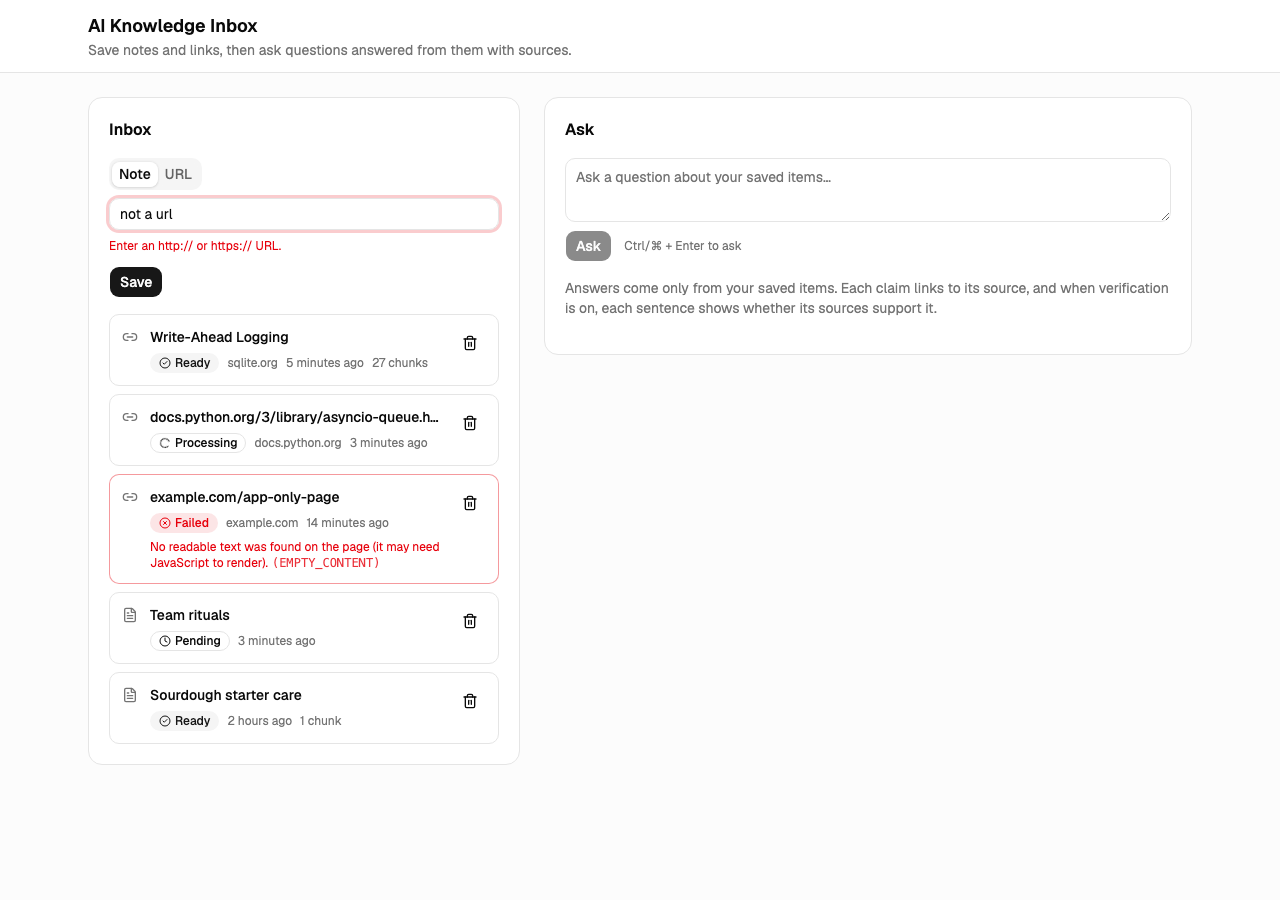 AI Knowledge Inbox
Save notes and links, then ask questions answered from them with sources.
Inbox
Note URL
not a url
Enter an http:// or https:// URL.
Save
Write-Ahead Logging
Ready sqlite.org 5 minutes ago 27 chunks
docs.python.org/3/library/asyncio-queue.h...
Processing docs.python.org 3 minutes ago
example.com/app-only-page
Failed example.com 14 minutes ago
No readable text was found on the page (it may need
JavaScript to render). (EMPTY_CONTENT)
Team rituals
Pending 3 minutes ago
Sourdough starter care
Ready 2 hours ago 1 chunk
Ask
Ask a question about your saved items…
Ask Ctrl/⌘ + Enter to ask
Answers come only from your saved items. Each claim links to its source, and when verification
is on, each sentence shows whether its sources support it.